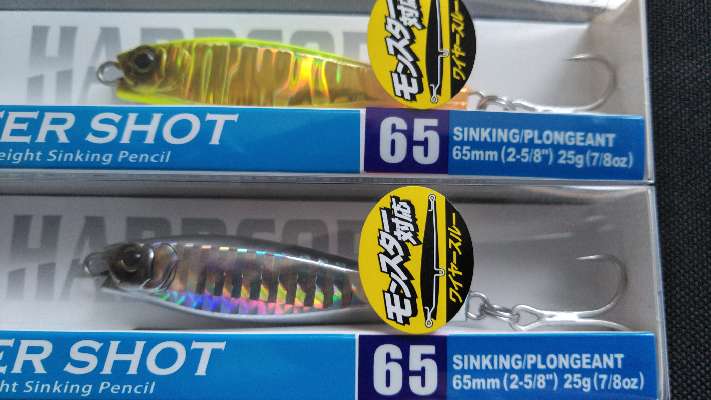 HARDCORE
モンスター対応
ワイヤースルー
ER SHOT
eight Sinking Pencil
65
SINKING/PLONGEANT
65mm (2-5/8") 25g (7/8oz)
HARDCOR
モンスター対応
ワイヤースルー
ER SHOT
ght Sinking Pencil
65
SINKING/PLONGEANT
65mm (2-5/8") 25g (7/8oz)